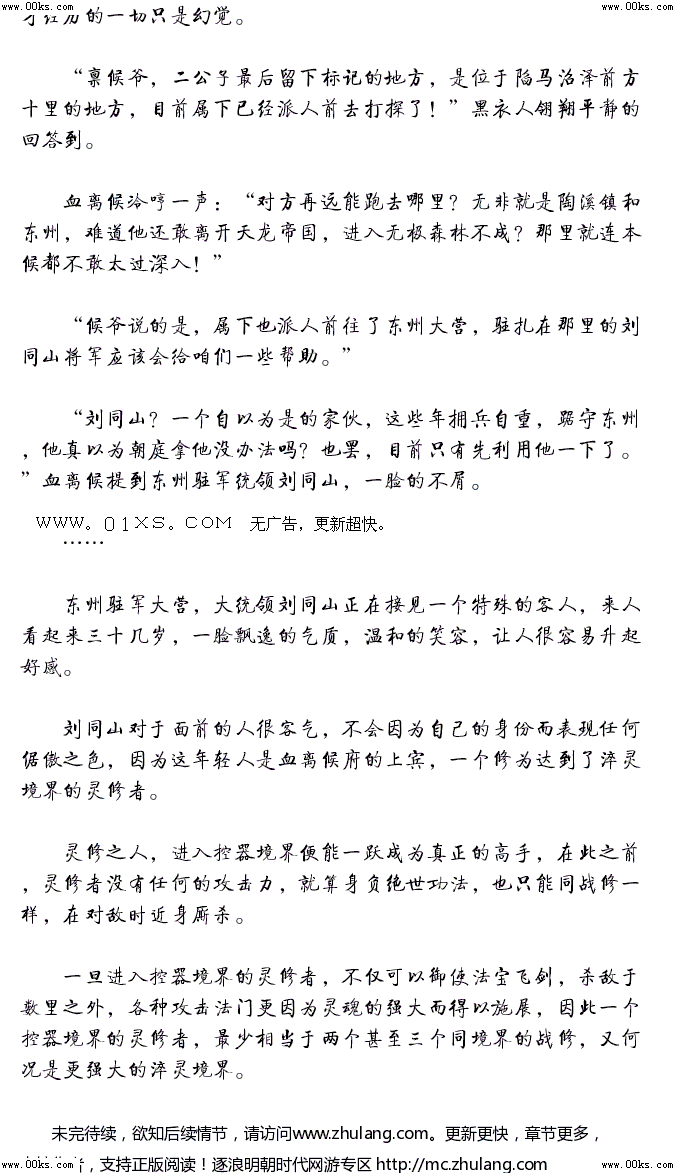 www.00ks.com www.00ks.com
的一切只是幻觉。
“禀候爷，二公子最后留下标记的地方，是位于陷马沼泽前方
十里的地方，目前属下已经派人前去打探了！”黑衣人翎翔平静的
回答到。
血离候冷哼一声：“对方再远能跑去哪里？无非就是陶溪镇和
东州，难道他还敢离开天龙帝国，进入无极森林不成？那里就连本
候都不敢太过深入！”
“候爷说的是，属下也派人前往了东州大营，驻扎在那里的刘
同山将军应该会给咱们一些帮助。”
“刘同山？一个自以为是的家伙，这些年拥兵自重，踞守东州
，他真以为朝庭拿他没办法吗？也罢，目前只有先利用他一下了。
”血离候提到东州驻军统领刘同山，一脸的不屑。
WWW。01XS。COM 无广告，更新超快。
……
东州驻军大营，大统领刘同山正在接见一个特殊的客人，来人
看起来三十几岁，一脸飘逸的气质，温和的笑容，让人很容易升起
好感。
刘同山对于面前的人很客气，不会因为自己的身份而表现任何
倨傲之色，因为这年轻人是血离候府的上宾，一个修为达到了淬灵
境界的灵修者。
灵修之人，进入控器境界便能一跃成为真正的高手，在此之前
，灵修者没有任何的攻击力，就算身负绝世功法，也只能同战修一
样，在对敌时近身厮杀。
一旦进入控器境界的灵修者，不仅可以御使法宝飞剑，杀敌于
数里之外，各种攻击法门更因为灵魂的强大而得以施展，因此一个
控器境界的灵修者，最少相当于两个甚至三个同境界的战修，又何
况是更强大的淬灵境界。
未完待续，欲知后续情节，请访问www.zhulang.com。更新更快，章节更多，
，支持正版阅读！逐浪明朝时代网游专区 http://mc.zhulang.com
www.00ks.com www.00ks.com